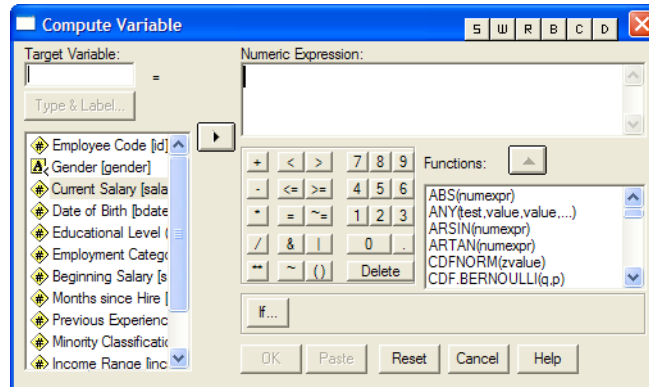 Compute Variable
S W R B C D
Target Variable:
=
Type & Label...
Numeric Expression:
Employee Code [id]
Gender [gender]
Current Salary [sala
Date of Birth [bdate
Educational Level (
Employment Catego
Beginning Salary [s
Months since Hire [
Previous Experienc
Minority Classificatic
Income Range [inc
+ < > 7 8 9
- <= >= 4 5 6
* = ~= 1 2 3
/ & | 0 .
** ~ () Delete
Functions:
ABS(numexpr)
ANY(test,value,value,...)
ARSIN(numexpr)
ARTAN(numexpr)
CDFNORM(zvalue)
CDF.BERNOULLI(q,p)
If...
OK Paste Reset Cancel Help